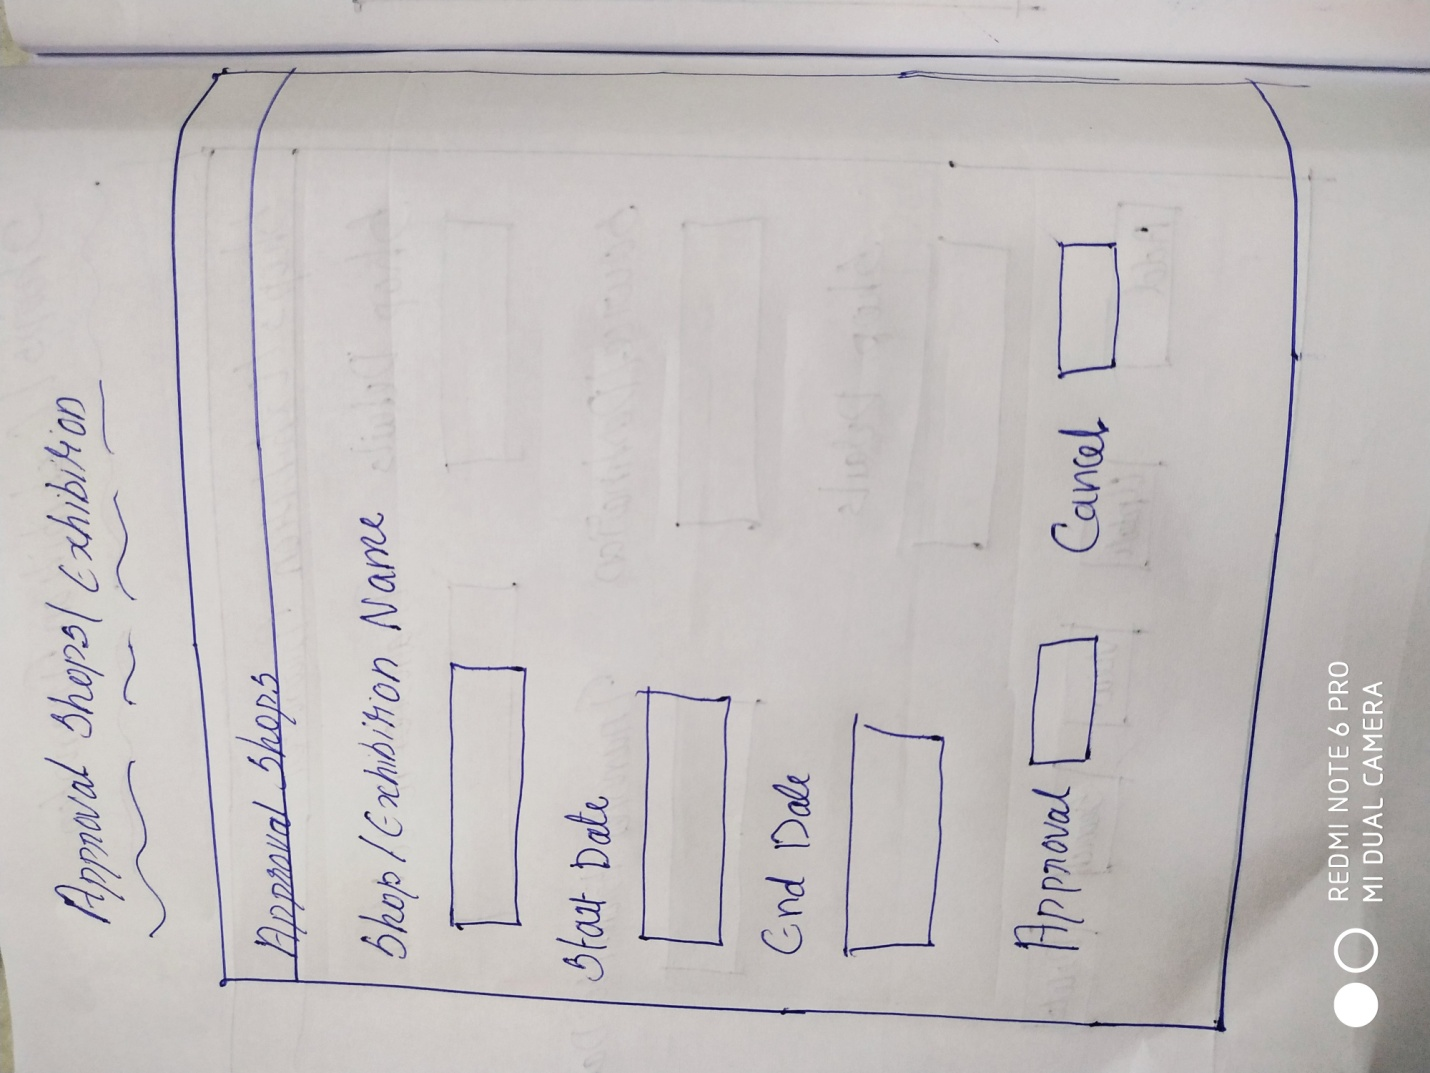 Approval Shops/ Exhibition
Approval Shops
Shop/Exhibition Name
Start Date
End Date
Approval
Cancel
REDMI NOTE 6 PRO
MI DUAL CAMERA